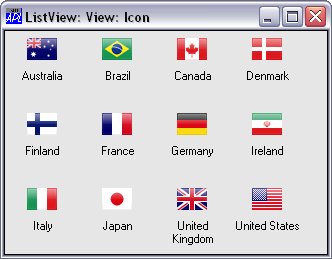 ListView: View: Icon
Australia Brazil Canada Denmark
Finland France Germany Ireland
Italy Japan United Kingdom United States